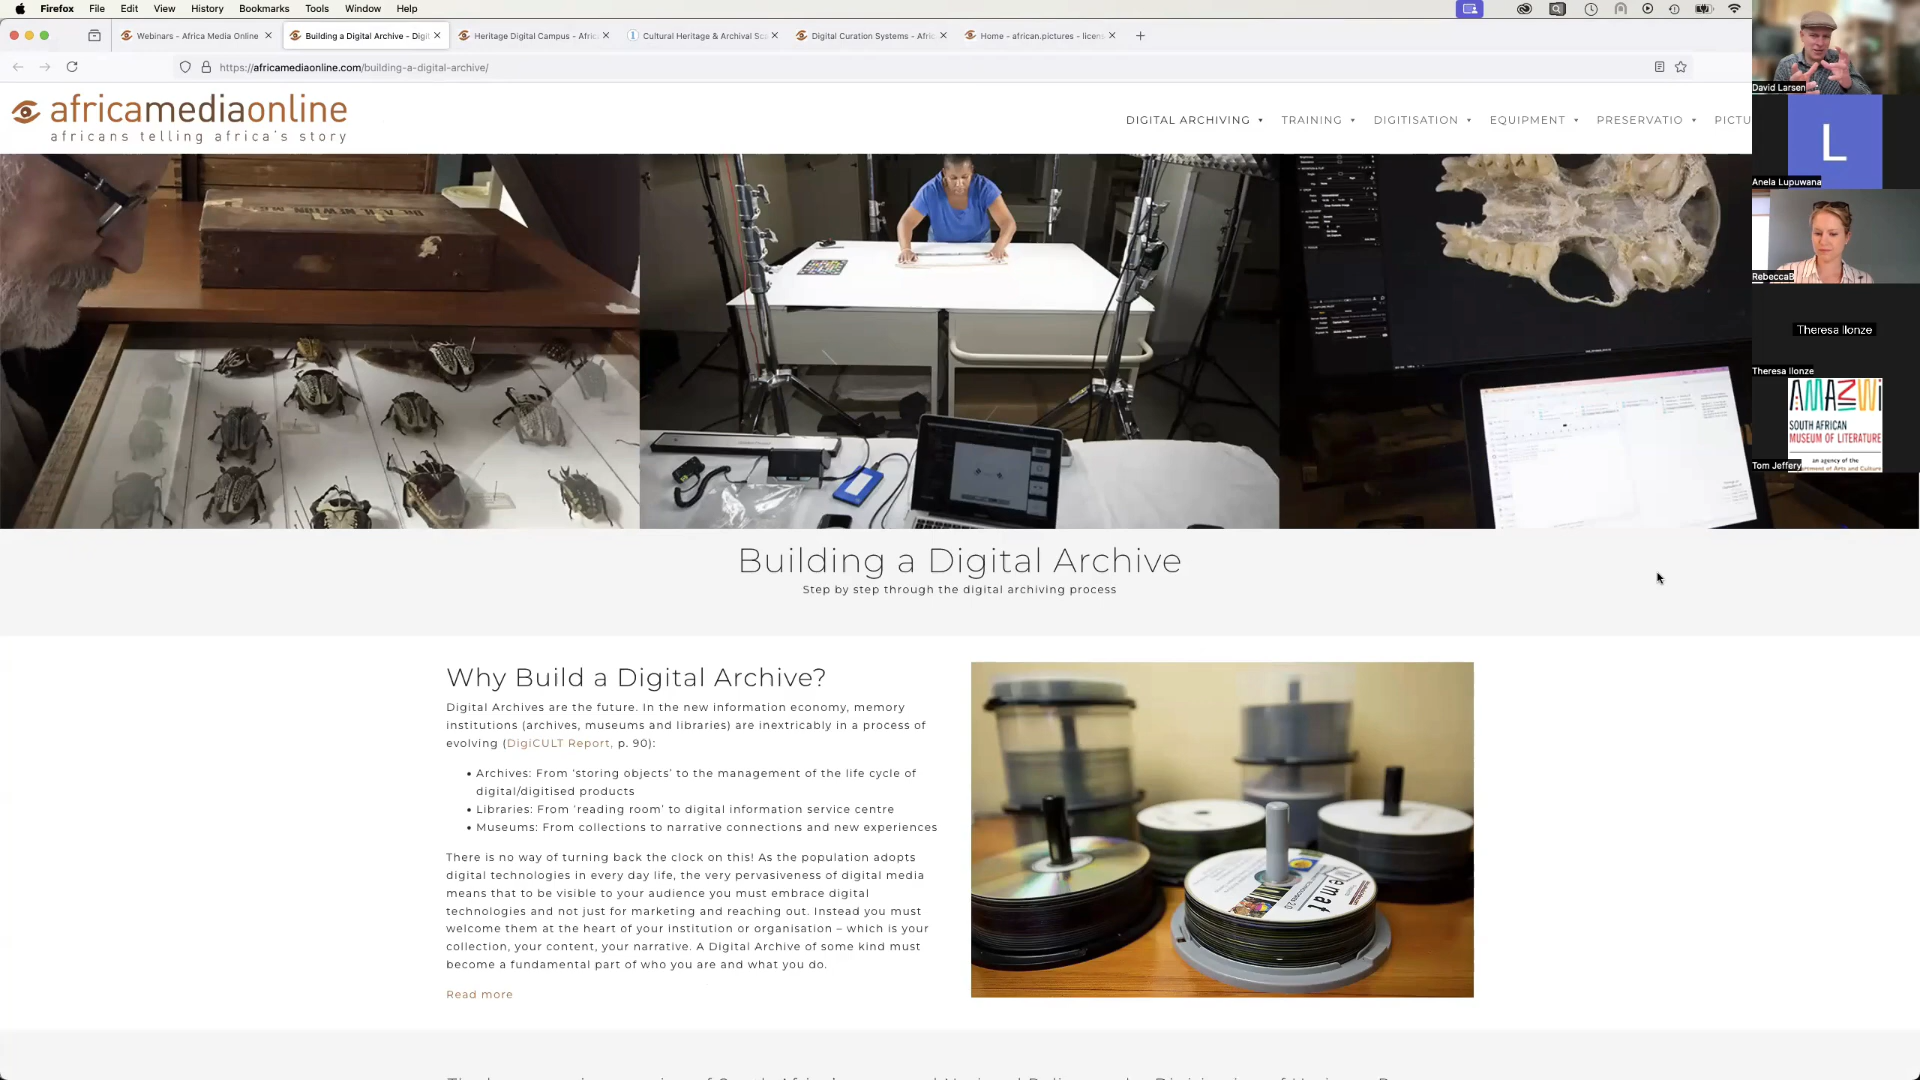 Firefox File Edit View History Bookmarks Tools Window Help
Webinars - Africa Media Online
Building a Digital Archive - Digit
Heritage Digital Campus - Afric
Cultural Heritage & Archival Sc
Digital Curation Systems - Afri
Home - african.pictures - licen
https://africamediaonline.com/building-a-digital-archive/
africamediaonline
africans telling africa's story
DIGITAL ARCHIVING TRAINING DIGITISATION EQUIPMENT PRESERVATIO PICTU
David Larsen
L
Anela Lupuwana
RebeccaB
Theresa Ilonze
Theresa Ilonze
AMAZWI
SOUTH AFRICAN
MUSEUM OF LITERATURE
an agency of the
Tom Jeffery
Building a Digital Archive
Step by step through the digital archiving process
Why Build a Digital Archive?
Digital Archives are the future. In the new information economy, memory
institutions (archives, museums and libraries) are inextricably in a process of
evolving (DigiCULT Report, p. 90):
• Archives: From ‘storing objects’ to the management of the life cycle of
digital/digitised products
• Libraries: From ‘reading room’ to digital information service centre
• Museums: From collections to narrative connections and new experiences
There is no way of turning back the clock on this! As the population adopts
digital technologies in every day life, the very pervasiveness of digital media
means that to be visible to your audience you must embrace digital
technologies and not just for marketing and reaching out. Instead you must
welcome them at the heart of your institution or organisation – which is your
collection, your content, your narrative. A Digital Archive of some kind must
become a fundamental part of who you are and what you do.
Read more